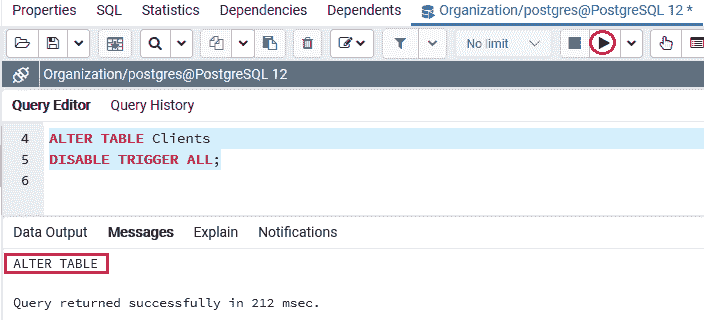 Properties SQL Statistics Dependencies Dependents Organization/postgres@PostgreSQL 12 *
No limit
Organization/postgres@PostgreSQL 12
Query Editor Query History
4 ALTER TABLE Clients
5 DISABLE TRIGGER ALL;
6
Data Output Messages Explain Notifications
ALTER TABLE
Query returned successfully in 212 msec.